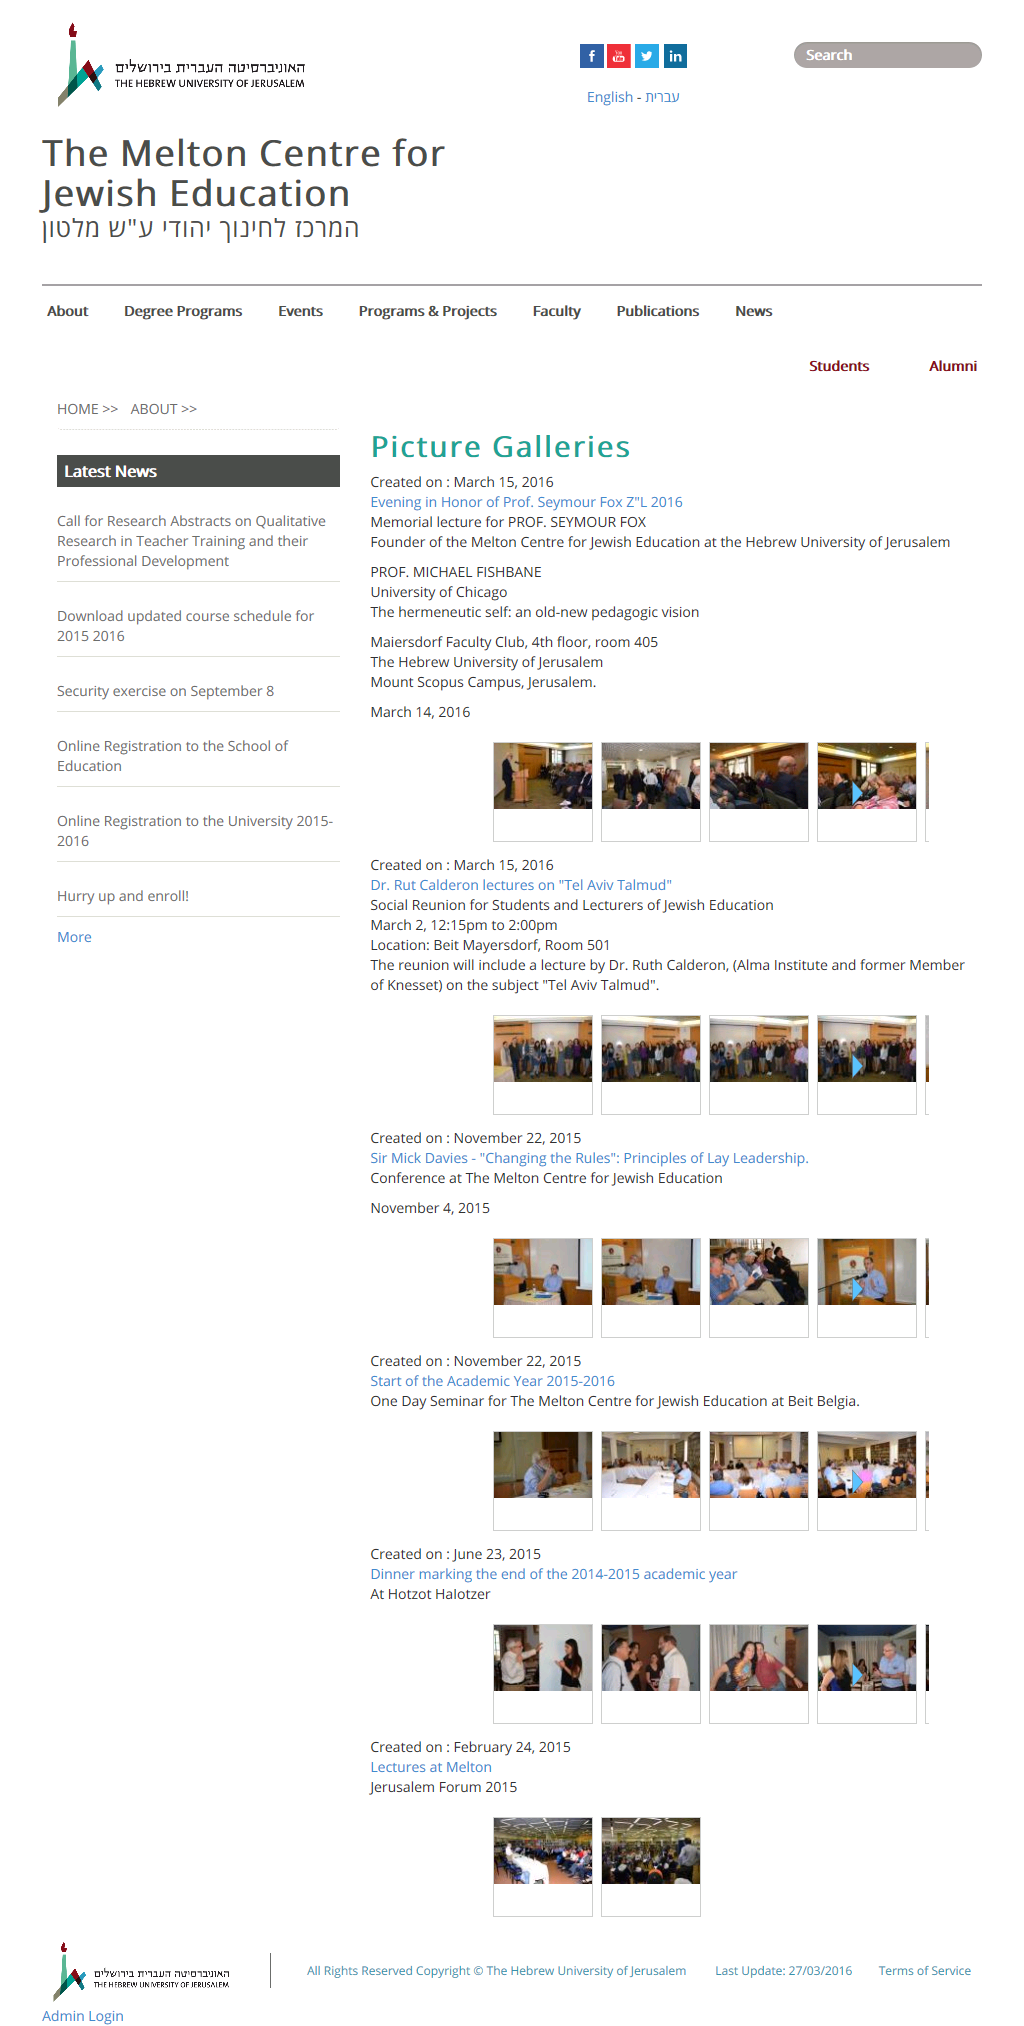 האוניברסיטה העברית בירושלים
THE HEBREW UNIVERSITY OF JERUSALEM
Search
English - עברית
The Melton Centre for
Jewish Education
המרכז לחינוך יהודי ע"ש מלטון
About Degree Programs Events Programs & Projects Faculty Publications News
Students Alumni
HOME >> ABOUT >>
Latest News
Call for Research Abstracts on Qualitative
Research in Teacher Training and their
Professional Development
Download updated course schedule for
2015 2016
Security exercise on September 8
Online Registration to the School of
Education
Online Registration to the University 2015-
2016
Hurry up and enroll!
More
Picture Galleries
Created on : March 15, 2016
Evening in Honor of Prof. Seymour Fox Z"L 2016
Memorial lecture for PROF. SEYMOUR FOX
Founder of the Melton Centre for Jewish Education at the Hebrew University of Jerusalem
PROF. MICHAEL FISHBANE
University of Chicago
The hermeneutic self: an old-new pedagogic vision
Maiersdorf Faculty Club, 4th floor, room 405
The Hebrew University of Jerusalem
Mount Scopus Campus, Jerusalem.
March 14, 2016
Created on : March 15, 2016
Dr. Rut Calderon lectures on "Tel Aviv Talmud"
Social Reunion for Students and Lecturers of Jewish Education
March 2, 12:15pm to 2:00pm
Location: Beit Mayersdorf, Room 501
The reunion will include a lecture by Dr. Ruth Calderon, (Alma Institute and former Member
of Knesset) on the subject "Tel Aviv Talmud".
Created on : November 22, 2015
Sir Mick Davies - "Changing the Rules": Principles of Lay Leadership.
Conference at The Melton Centre for Jewish Education
November 4, 2015
Created on : November 22, 2015
Start of the Academic Year 2015-2016
One Day Seminar for The Melton Centre for Jewish Education at Beit Belgia.
Created on : June 23, 2015
Dinner marking the end of the 2014-2015 academic year
At Hotzot HaIotzer
Created on : February 24, 2015
Lectures at Melton
Jerusalem Forum 2015
האוניברסיטה העברית בירושלים
THE HEBREW UNIVERSITY OF JERUSALEM
All Rights Reserved Copyright © The Hebrew University of Jerusalem Last Update: 27/03/2016 Terms of Service
Admin Login